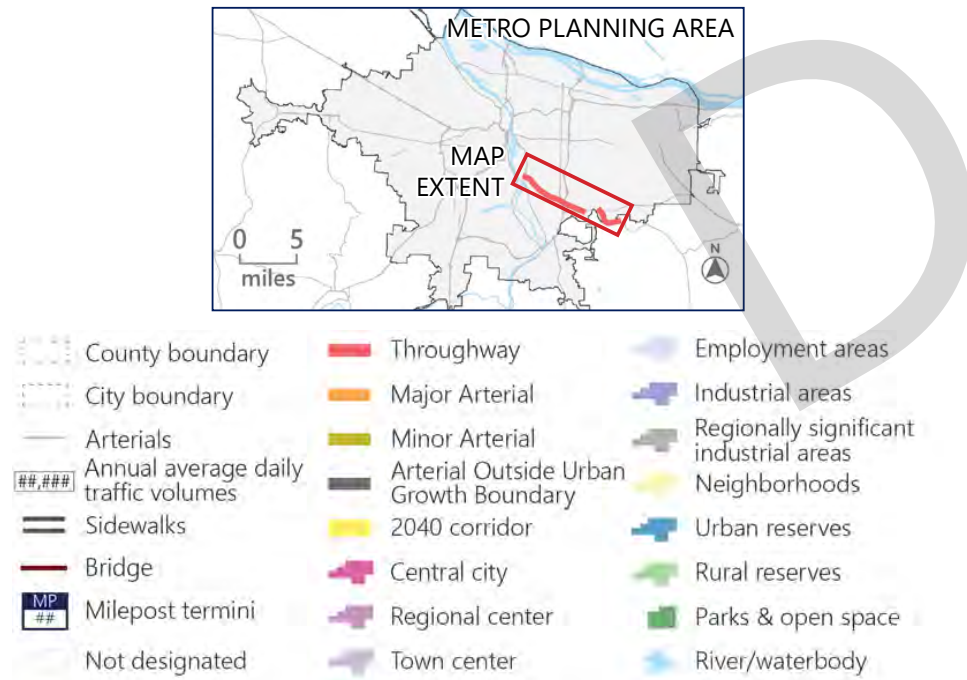 METRO PLANNING AREA
MAP
EXTENT
0 5
miles
N
D
County boundary
City boundary
Arterials
##,### Annual average daily
traffic volumes
Sidewalks
Bridge
MP
## Milepost termini
Not designated
Throughway
Major Arterial
Minor Arterial
Arterial Outside Urban
Growth Boundary
2040 corridor
Central city
Regional center
Town center
Employment areas
Industrial areas
Regionally significant
industrial areas
Neighborhoods
Urban reserves
Rural reserves
Parks & open space
River/waterbody